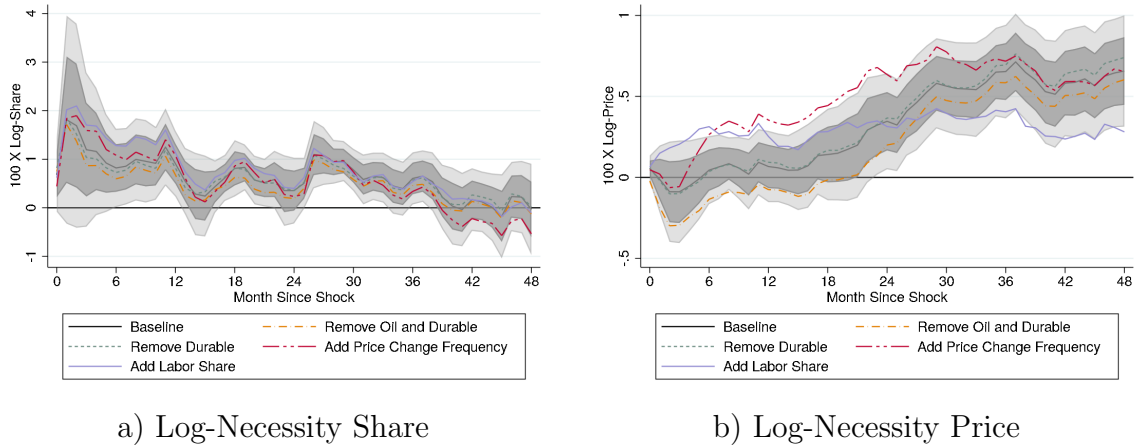 100 X Log-Share
4
3
2
1
0
-1
0 6 12 18 24 30 36 42 48
Month Since Shock
Baseline
Remove Oil and Durable
Remove Durable
Add Price Change Frequency
Add Labor Share
a) Log-Necessity Share
100 X Log-Price
1
.5
0
-.5
0 6 12 18 24 30 36 42 48
Month Since Shock
Baseline
Remove Oil and Durable
Remove Durable
Add Price Change Frequency
Add Labor Share
b) Log-Necessity Price